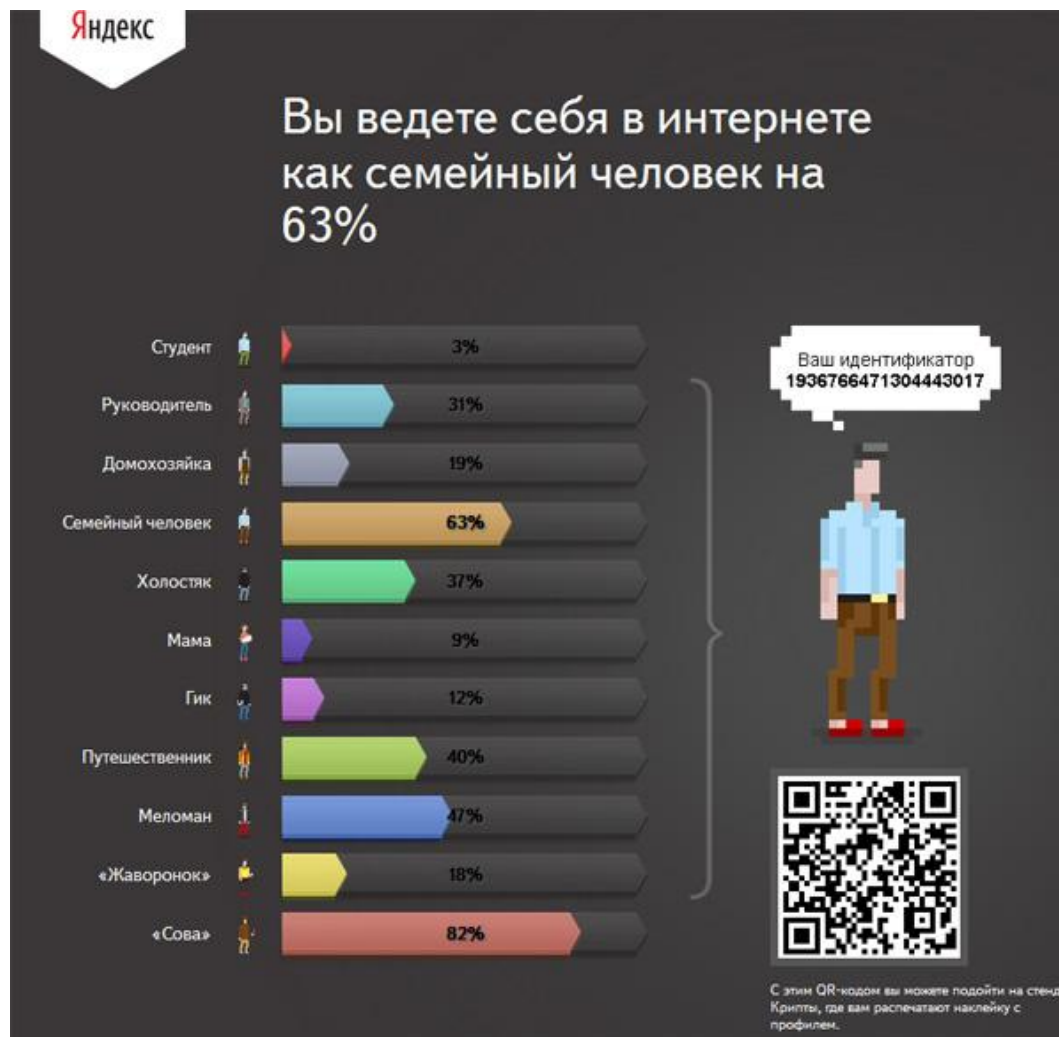 Яндекс
Вы ведете себя в интернете
как семейный человек на
63%
Студент 3%
Руководитель 31%
Домохозяйка 19%
Семейный человек 63%
Холостяк 37%
Мама 9%
Гик 12%
Путешественник 40%
Меломан 47%
«Жаворонок» 18%
«Сова» 82%
Ваш идентификатор
1936766471304443017
С этим QR-кодом вы можете подойти на стенд
Крипты, где вам распечатают наклейку с
профилем.